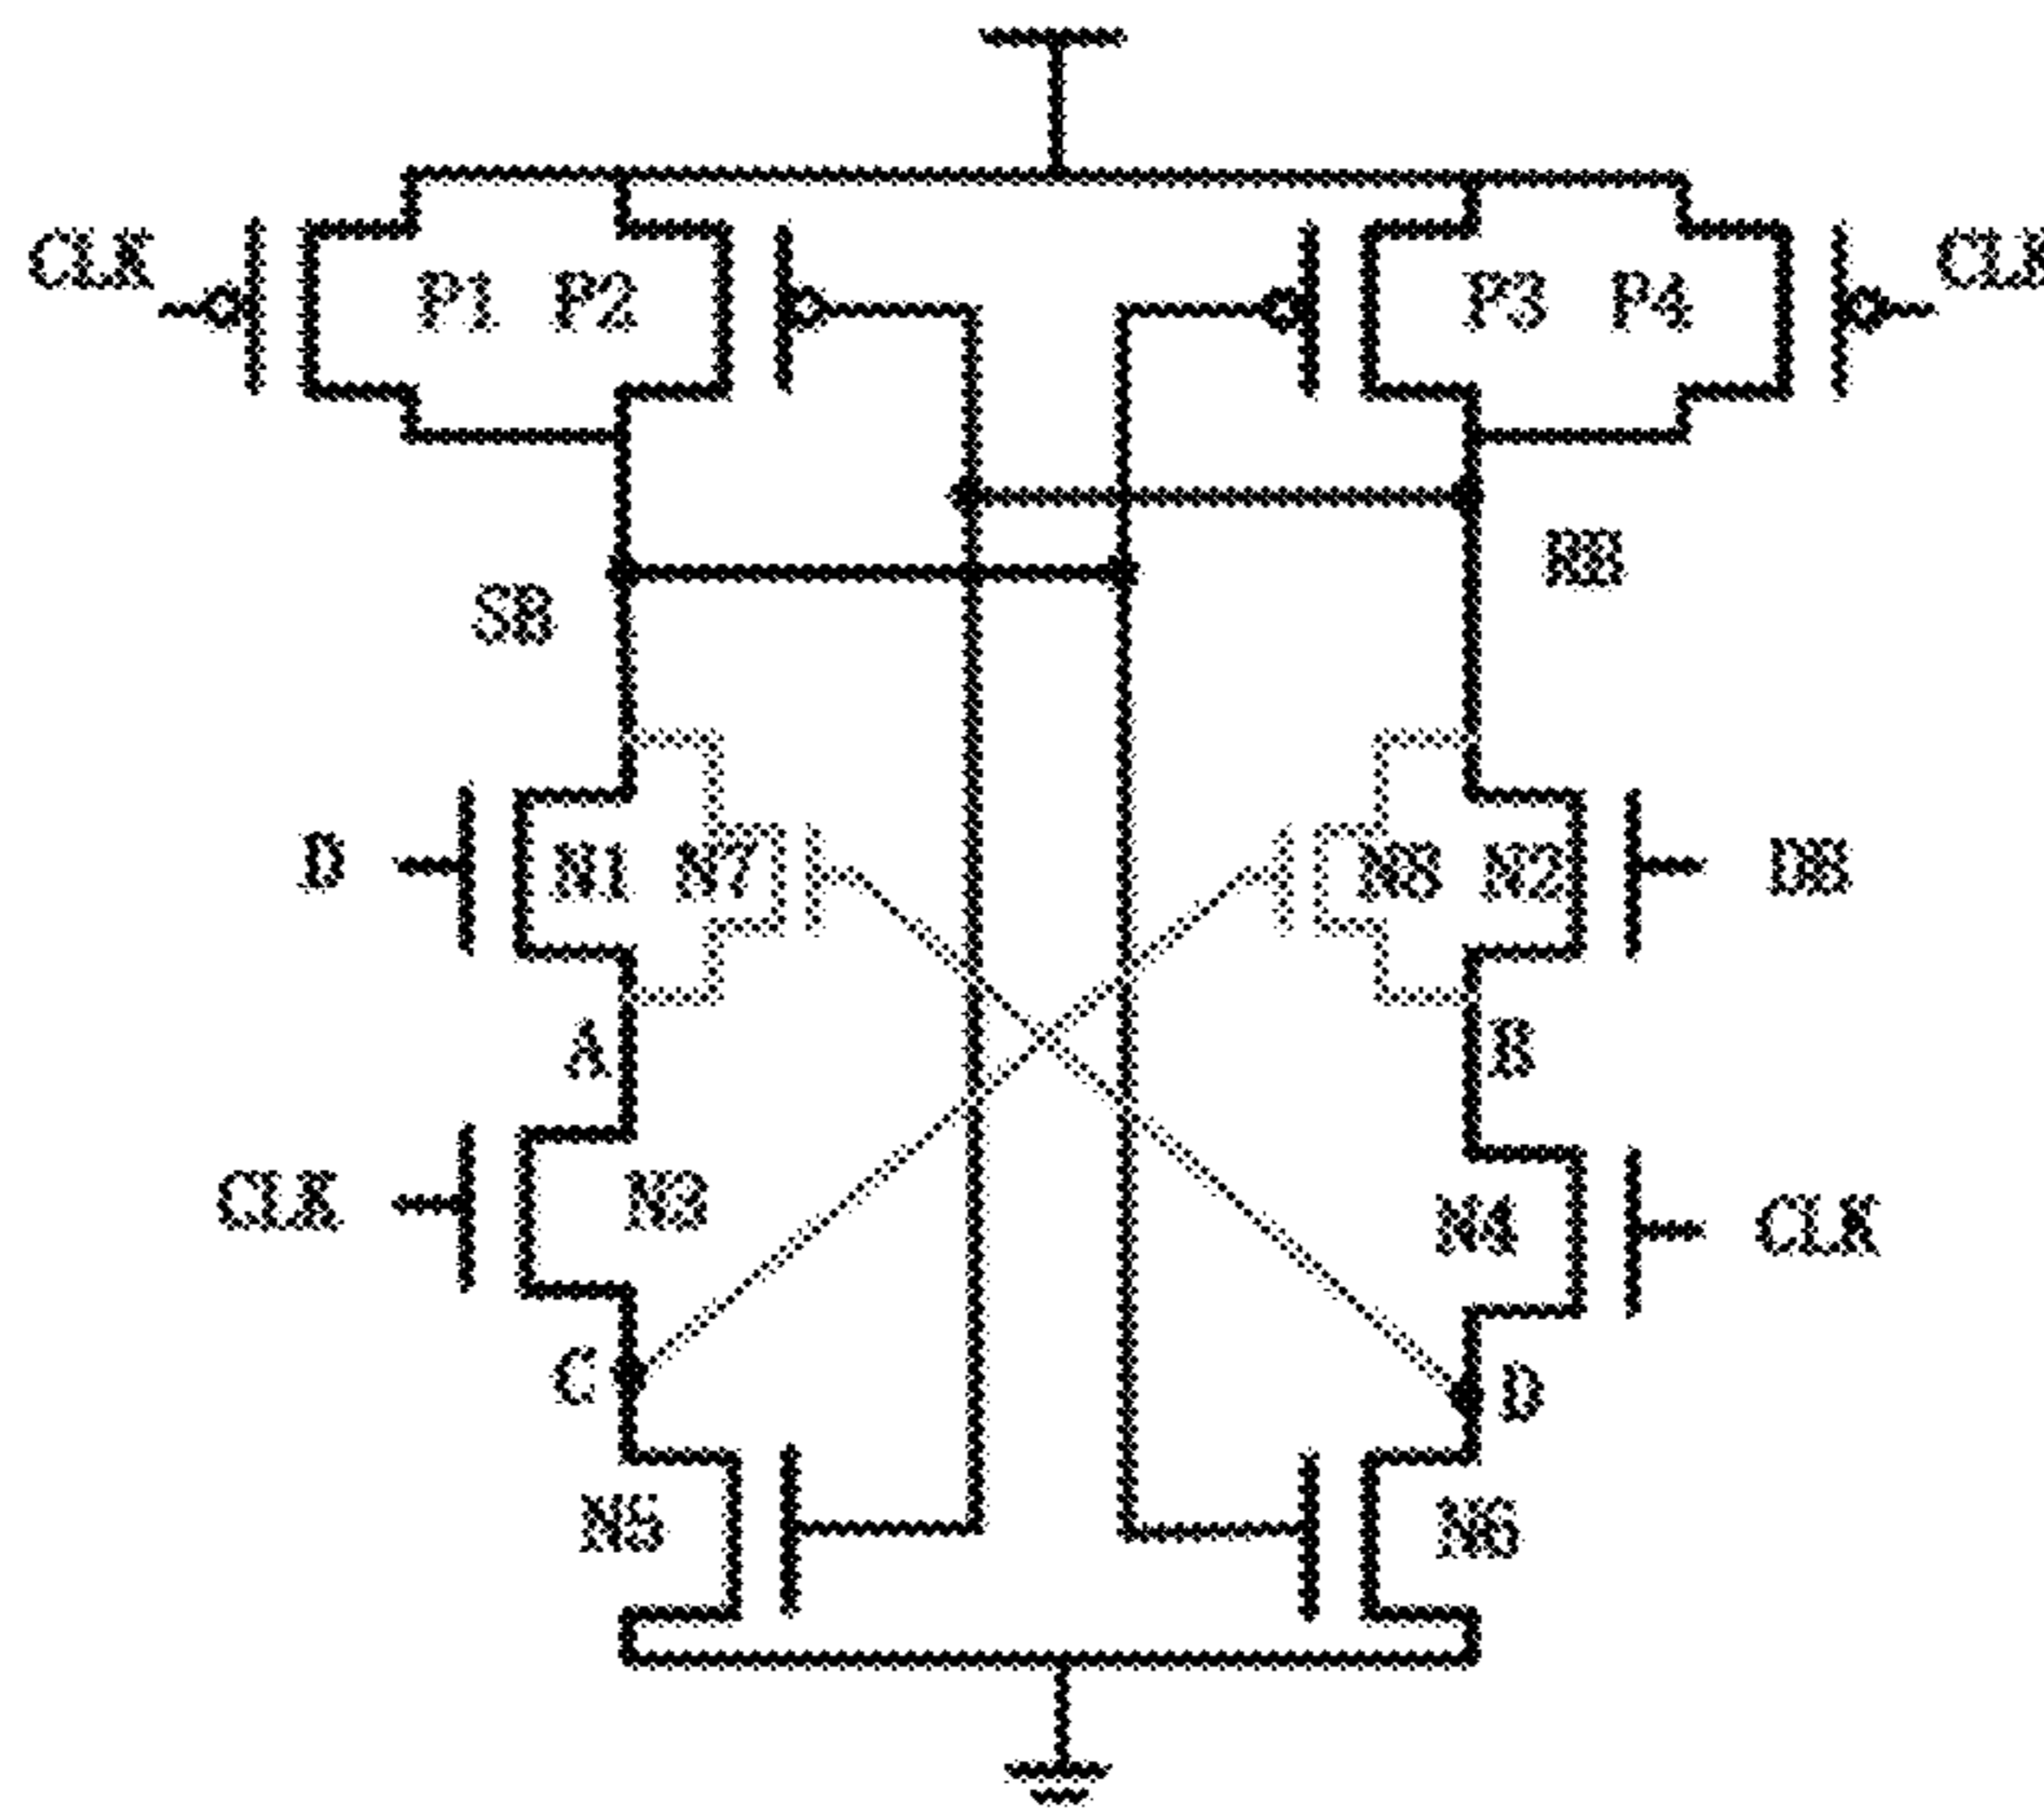 CLK P1 P2 P3 P4 CLK
SB RB
D N1 N7 N8 N2 DB
A B
CLK N3 N4 CLK
C D
N5 N6